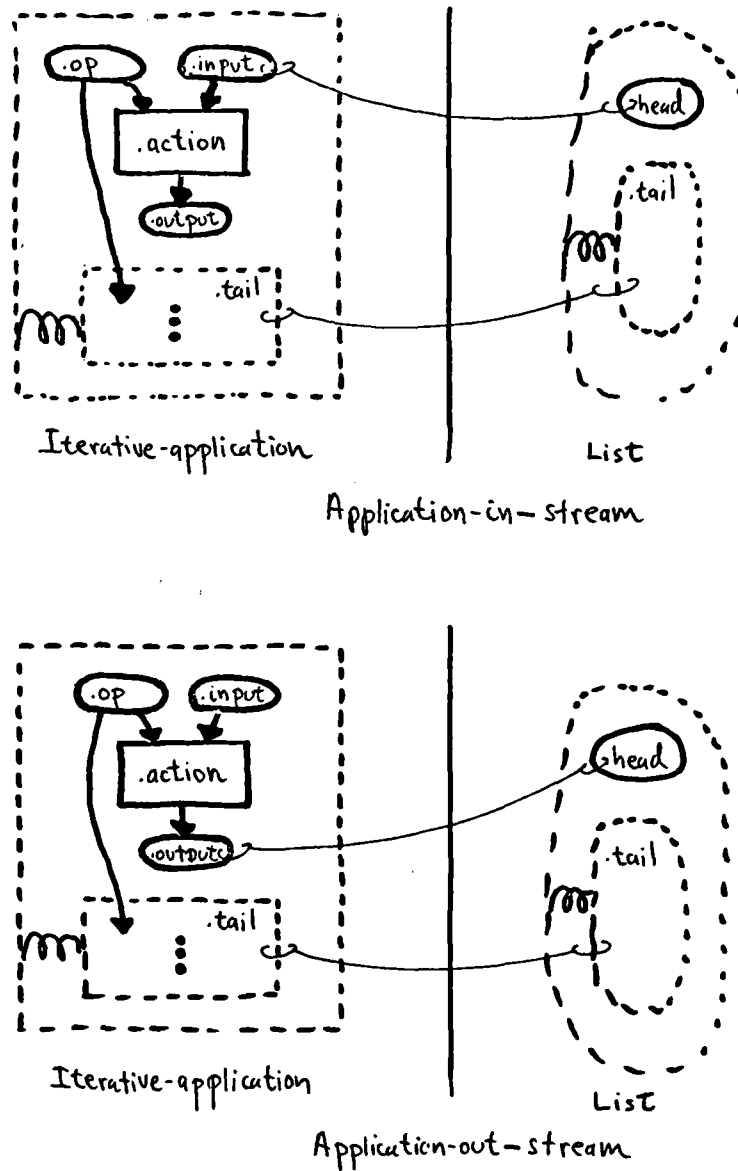 .op .input
.head
.action
.tail
.output
.tail
Iterative-application
List
Application-in-stream
.op .input
.head
.action
.output
.tail
.tail
Iterative-application
List
Application-out-stream